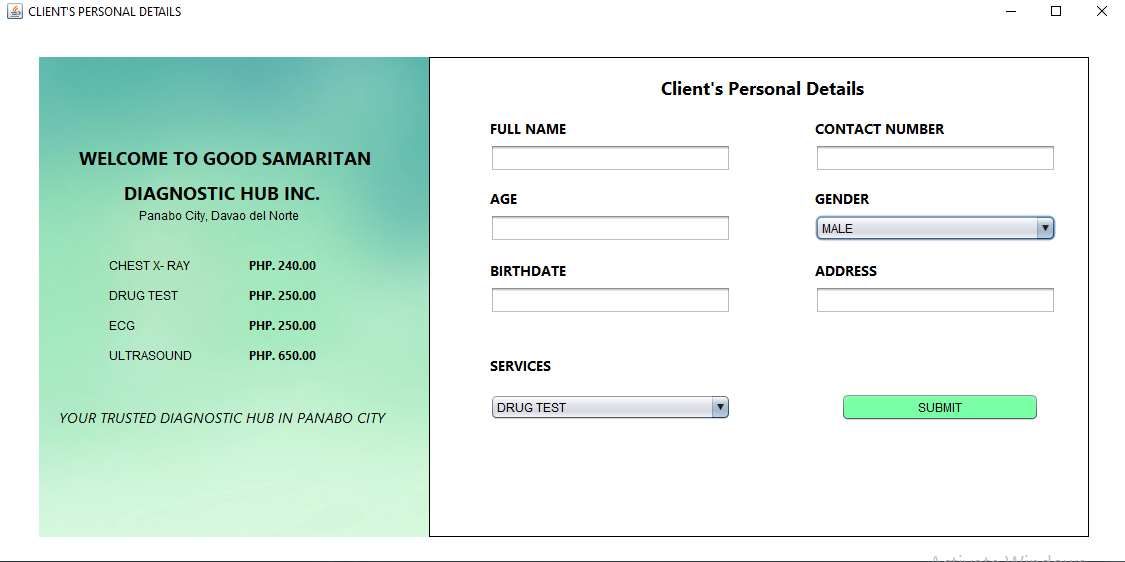 CLIENT'S PERSONAL DETAILS
WELCOME TO GOOD SAMARITAN
DIAGNOSTIC HUB INC.
Panabo City, Davao del Norte
CHEST X- RAY PHP. 240.00
DRUG TEST PHP. 250.00
ECG PHP. 250.00
ULTRASOUND PHP. 650.00
YOUR TRUSTED DIAGNOSTIC HUB IN PANABO CITY
Client's Personal Details
FULL NAME CONTACT NUMBER
AGE GENDER
MALE
BIRTHDATE ADDRESS
SERVICES
DRUG TEST SUBMIT
Activate Windows